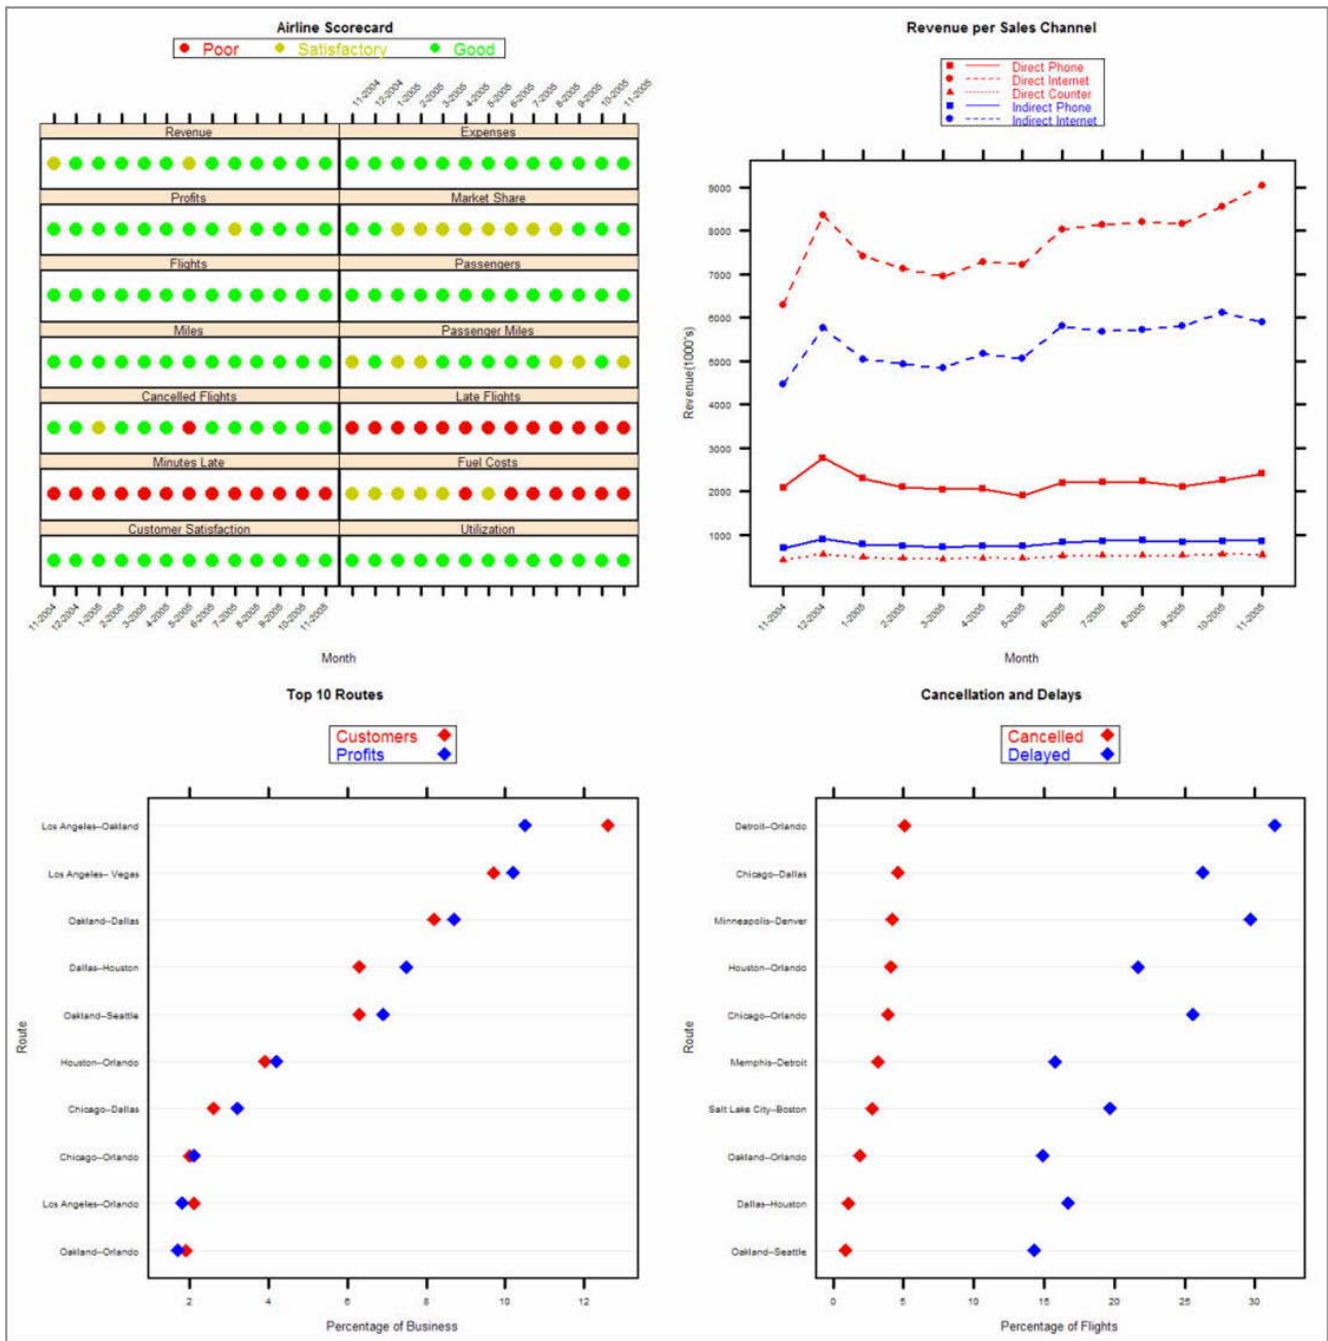 Airline Scorecard
Poor Satisfactory Good
11-2004 12-2004 1-2005 2-2005 3-2005 4-2005 5-2005 6-2005 7-2005 8-2005 9-2005 10-2005 11-2005
Revenue Expenses
Profits Market Share
Flights Passengers
Miles Passenger Miles
Cancelled Flights Late Flights
Minutes Late Fuel Costs
Customer Satisfaction Utilization
11-2004 12-2004 1-2005 2-2005 3-2005 4-2005 5-2005 6-2005 7-2005 8-2005 9-2005 10-2005 11-2005
Month
Revenue per Sales Channel
Direct Phone
Direct Internet
Direct Counter
Indirect Phone
Indirect Internet
Revenue(1000's)
9000
8000
7000
6000
5000
4000
3000
2000
1000
11-2004 12-2004 1-2005 2-2005 3-2005 4-2005 5-2005 6-2005 7-2005 8-2005 9-2005 10-2005 11-2005
Month
Top 10 Routes
Customers
Profits
Route
Los Angeles--Oakland
Los Angeles-- Vegas
Oakland--Dallas
Dallas--Houston
Oakland--Seattle
Houston--Orlando
Chicago--Dallas
Chicago--Orlando
Los Angeles--Orlando
Oakland--Orlando
2 4 6 8 10 12
Percentage of Business
Cancellation and Delays
Cancelled
Delayed
Route
Detroit--Orlando
Chicago--Dallas
Minneapolis--Denver
Houston--Orlando
Chicago--Orlando
Memphis--Detroit
Salt Lake City--Boston
Oakland--Orlando
Dallas--Houston
Oakland--Seattle
0 5 10 15 20 25 30
Percentage of Flights